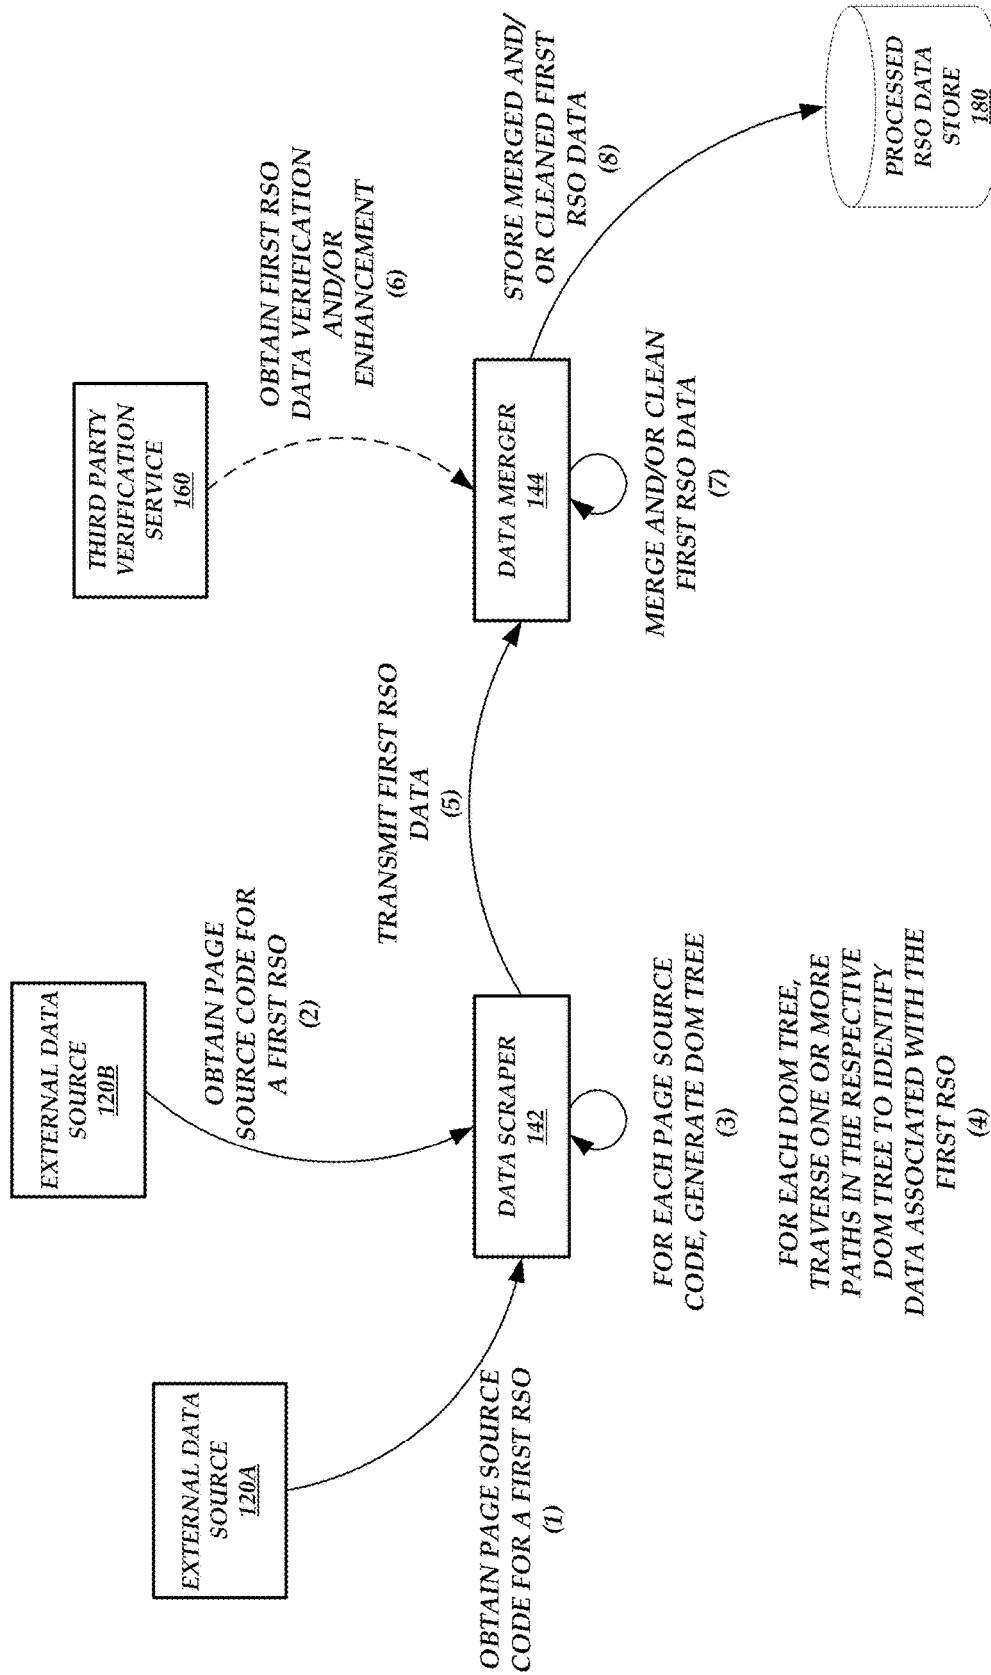 EXTERNAL DATA
SOURCE
120A
OBTAIN PAGE SOURCE
CODE FOR A FIRST RSO
(1)
EXTERNAL DATA
SOURCE
120B
OBTAIN PAGE
SOURCE CODE FOR
A FIRST RSO
(2)
DATA SCRAPER
142
FOR EACH PAGE SOURCE
CODE, GENERATE DOM TREE
(3)
FOR EACH DOM TREE,
TRAVERSE ONE OR MORE
PATHS IN THE RESPECTIVE
DOM TREE TO IDENTIFY
DATA ASSOCIATED WITH THE
FIRST RSO
(4)
TRANSMIT FIRST RSO
DATA
(5)
THIRD PARTY
VERIFICATION
SERVICE
160
OBTAIN FIRST RSO
DATA VERIFICATION
AND/OR
ENHANCEMENT
(6)
DATA MERGER
144
MERGE AND/OR CLEAN
FIRST RSO DATA
(7)
STORE MERGED AND/
OR CLEANED FIRST
RSO DATA
(8)
PROCESSED
RSO DATA
STORE
180